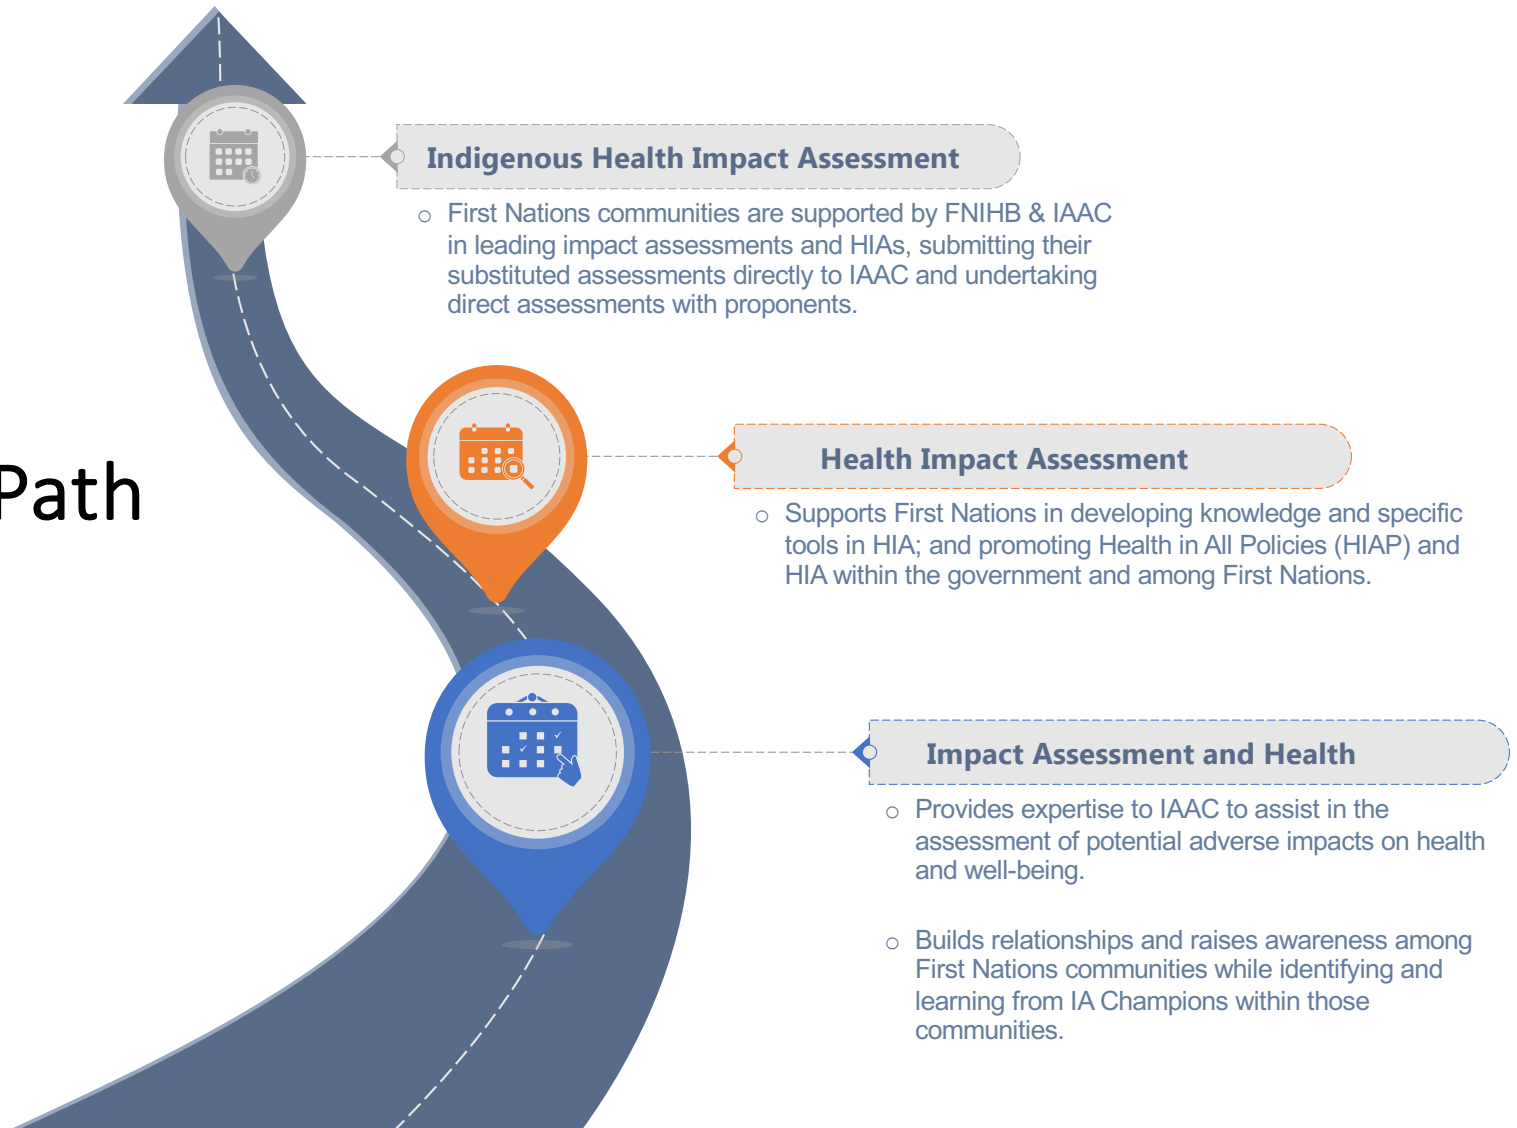 Indigenous Health Impact Assessment
○ First Nations communities are supported by FNIHB & IAAC
in leading impact assessments and HIAs, submitting their
substituted assessments directly to IAAC and undertaking
direct assessments with proponents.
Path
Health Impact Assessment
○ Supports First Nations in developing knowledge and specific
tools in HIA; and promoting Health in All Policies (HIAP) and
HIA within the government and among First Nations.
Impact Assessment and Health
○ Provides expertise to IAAC to assist in the
assessment of potential adverse impacts on health
and well-being.
○ Builds relationships and raises awareness among
First Nations communities while identifying and
learning from IA Champions within those
communities.